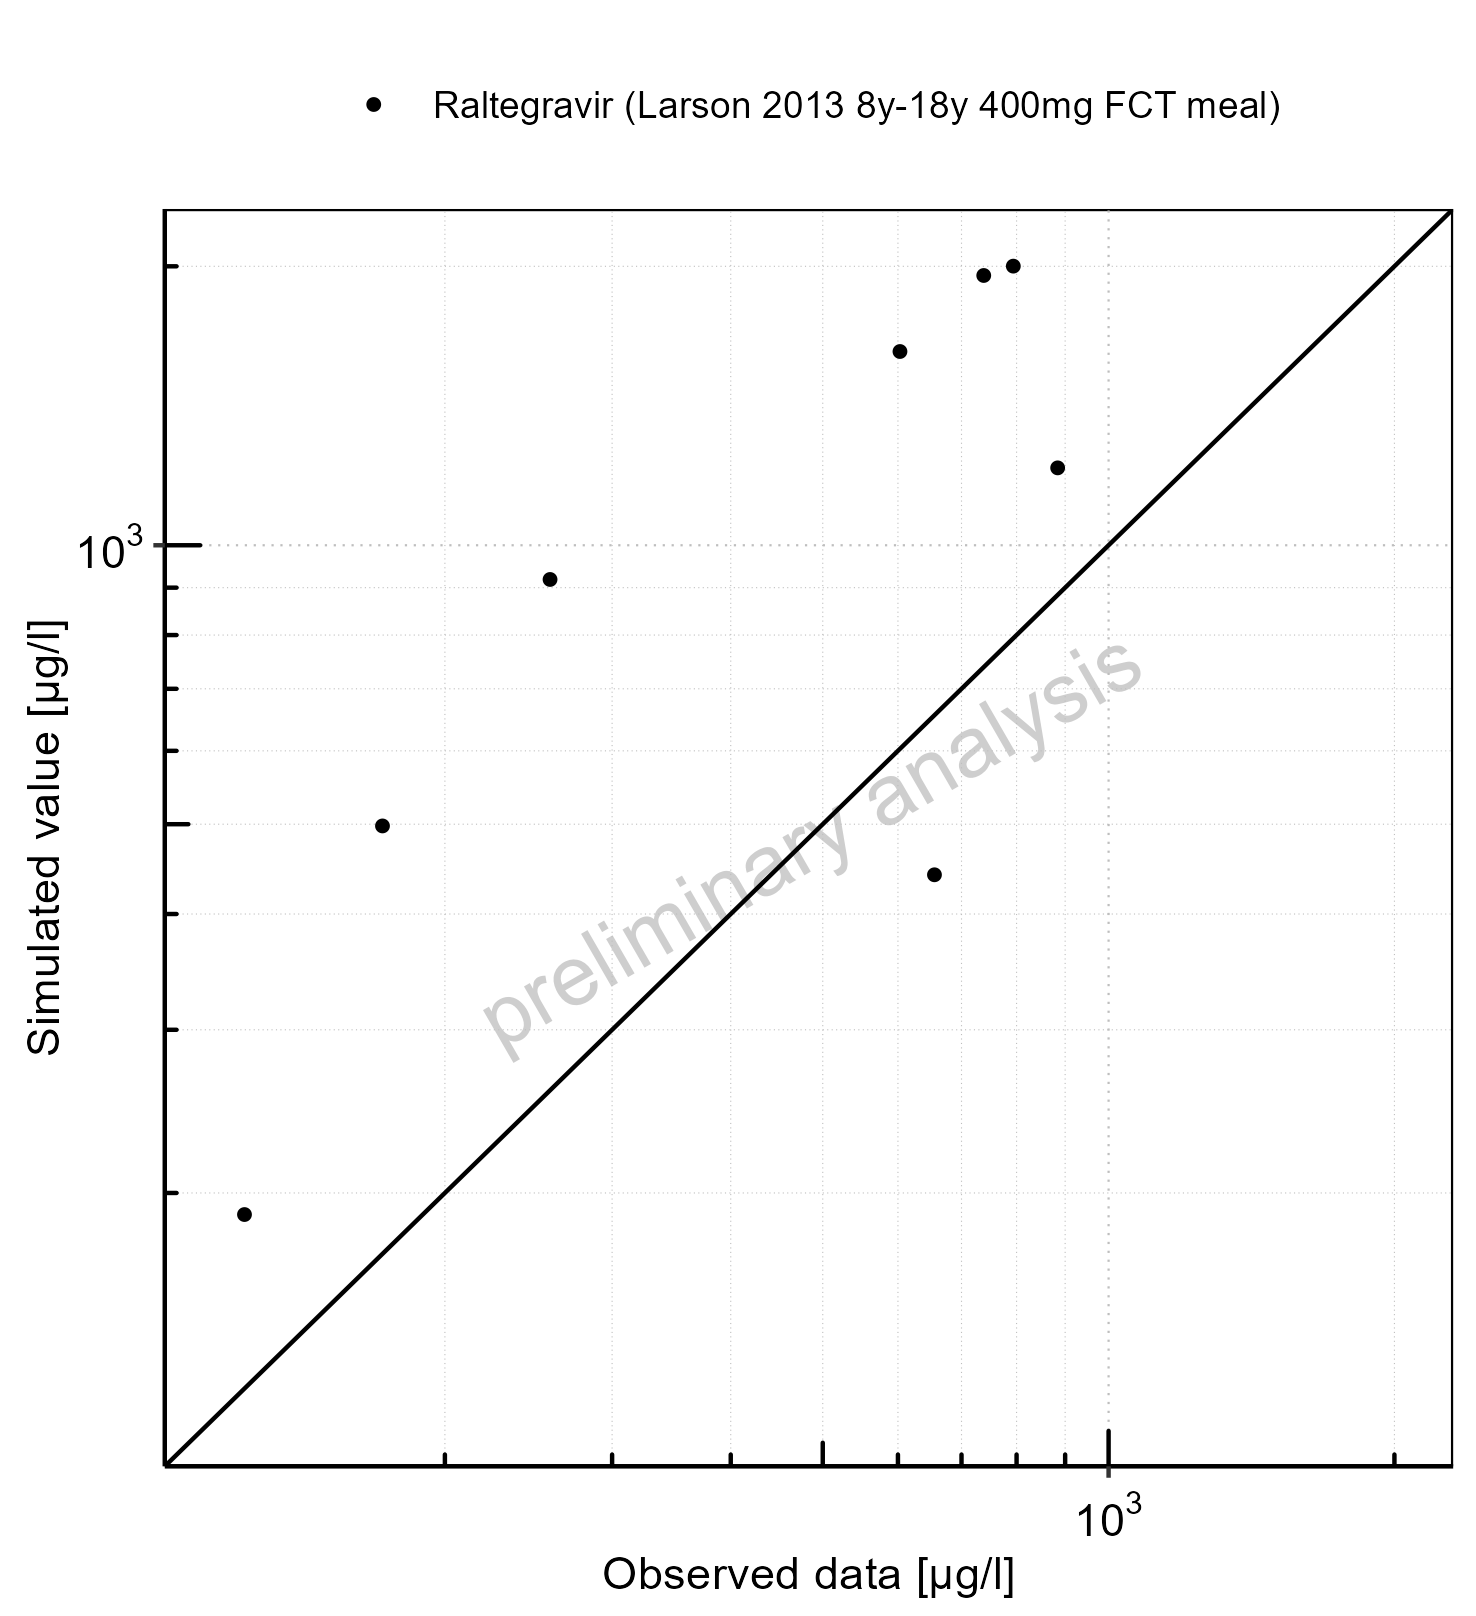 Raltegravir (Larson 2013 8y-18y 400mg FCT meal)
10³
Simulated value [µg/l]
preliminary analysis
10³
Observed data [µg/l]